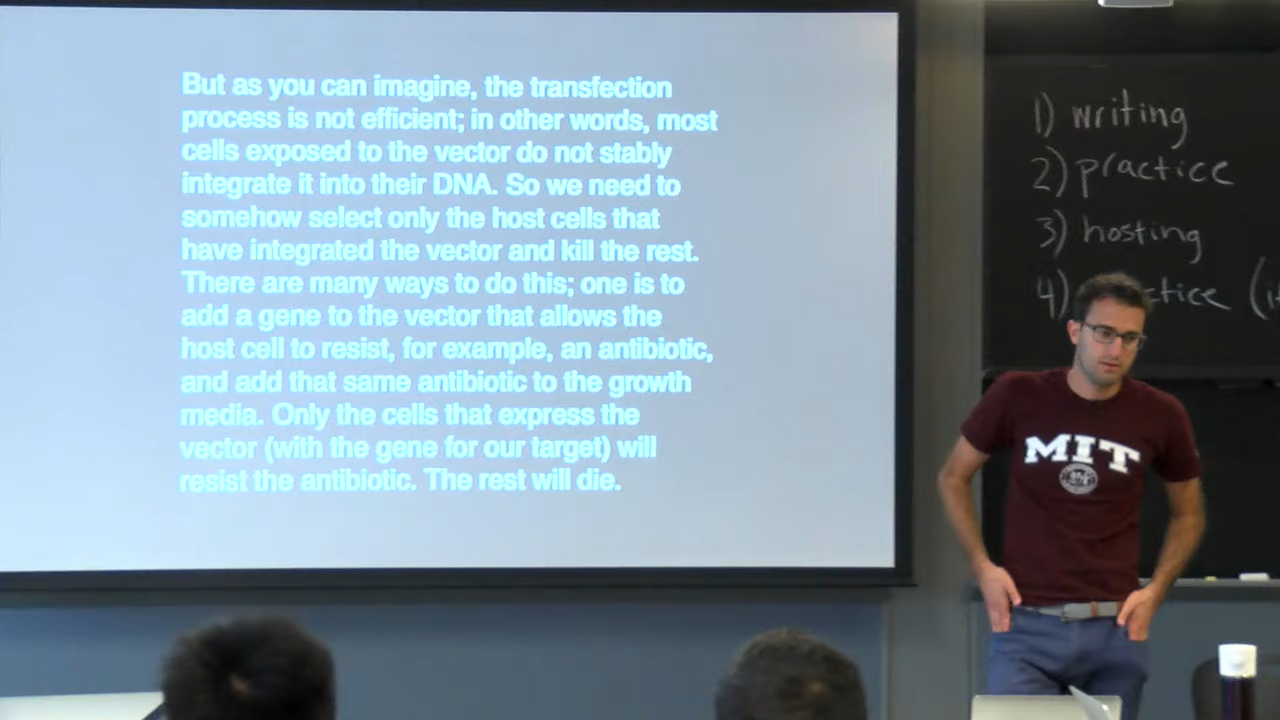 But as you can imagine, the transfection
process is not efficient; in other words, most
cells exposed to the vector do not stably
integrate it into their DNA. So we need to
somehow select only the host cells that
have integrated the vector and kill the rest.
There are many ways to do this; one is to
add a gene to the vector that allows the
host cell to resist, for example, an antibiotic,
and add that same antibiotic to the growth
media. Only the cells that express the
vector (with the gene for our target) will
resist the antibiotic. The rest will die.
1) writing
2) practice
3) hosting
4)
MIT